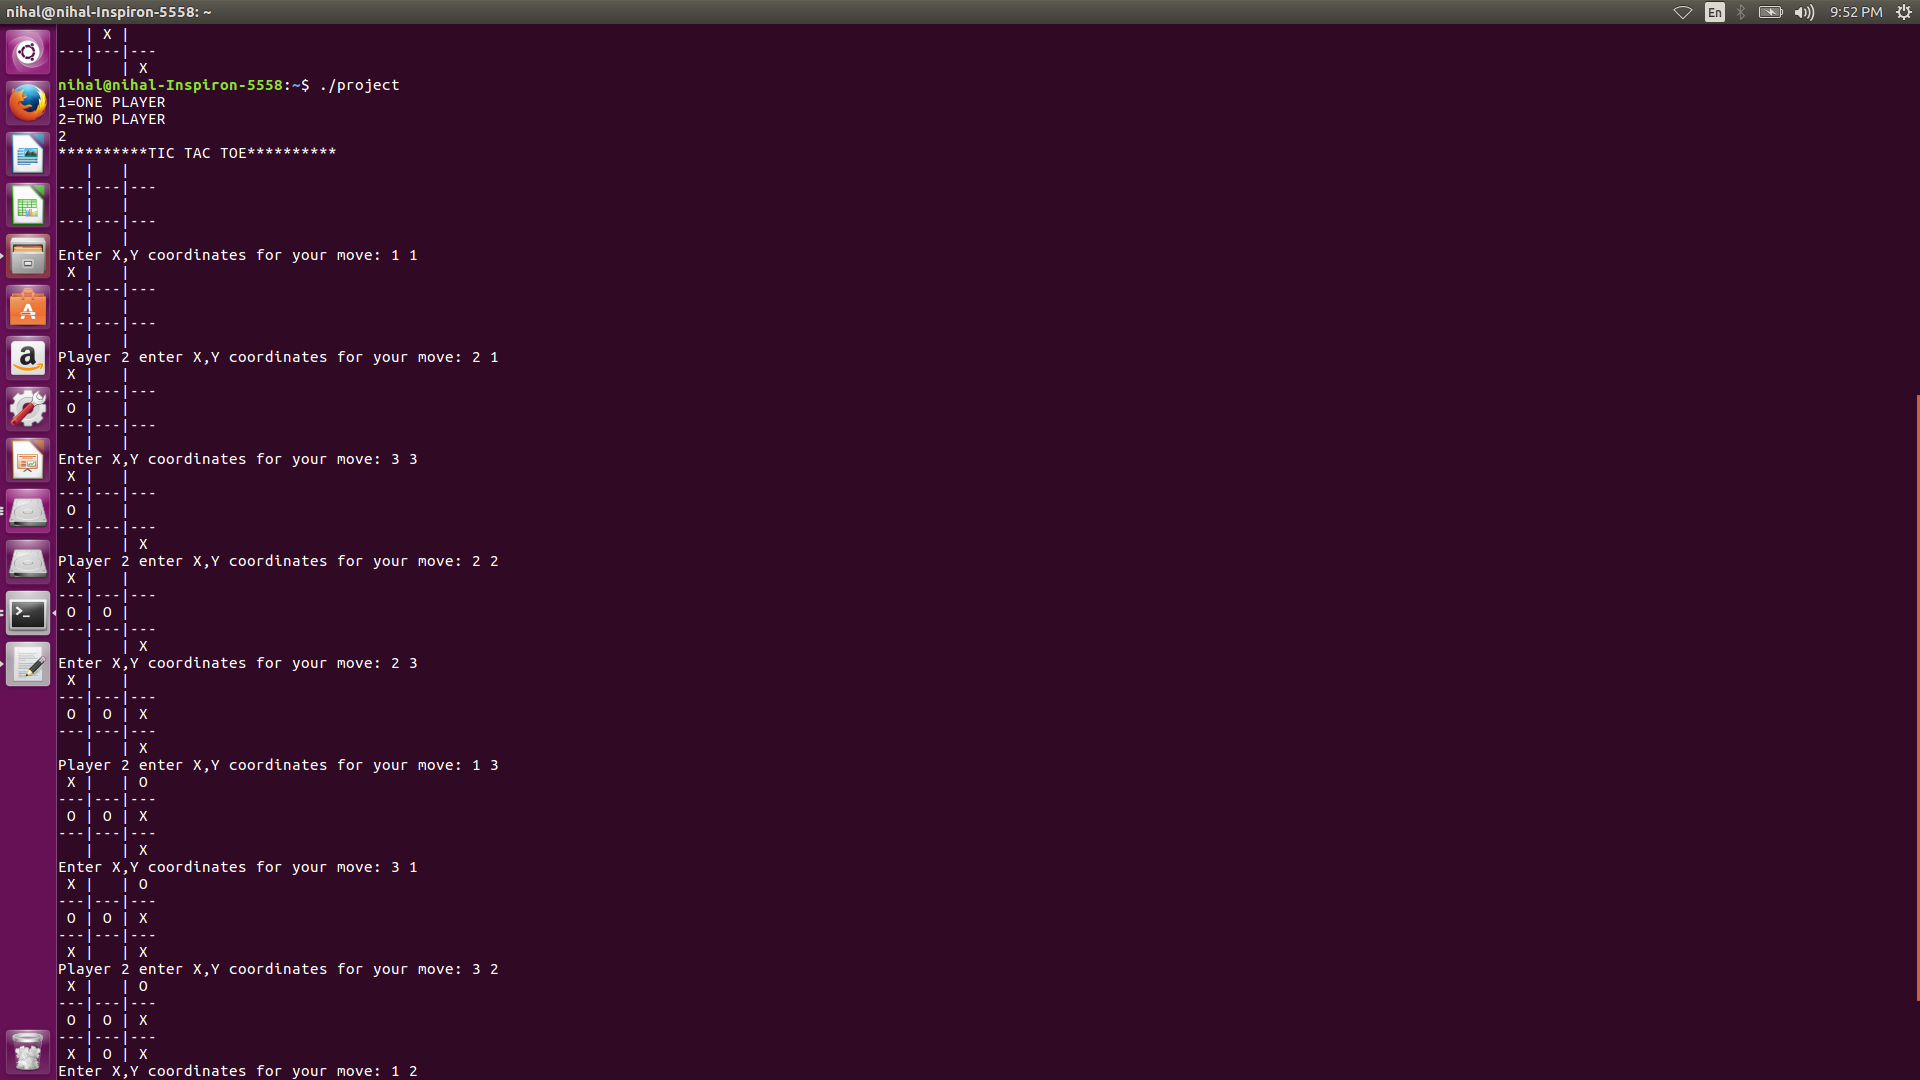 nihal@nihal-Inspiron-5558: ~
En
9:52 PM
   | X |
---|---|---
   |   | X
nihal@nihal-Inspiron-5558:~$ ./project
1=ONE PLAYER
2=TWO PLAYER
2
**********TIC TAC TOE**********
   |   |
---|---|---
   |   |
---|---|---
   |   |
Enter X,Y coordinates for your move: 1 1
 X |   |
---|---|---
   |   |
---|---|---
   |   |
Player 2 enter X,Y coordinates for your move: 2 1
 X |   |
---|---|---
 O |   |
---|---|---
   |   |
Enter X,Y coordinates for your move: 3 3
 X |   |
---|---|---
 O |   |
---|---|---
   |   | X
Player 2 enter X,Y coordinates for your move: 2 2
 X |   |
---|---|---
 O | O |
---|---|---
   |   | X
Enter X,Y coordinates for your move: 2 3
 X |   |
---|---|---
 O | O | X
---|---|---
   |   | X
Player 2 enter X,Y coordinates for your move: 1 3
 X |   | O
---|---|---
 O | O | X
---|---|---
   |   | X
Enter X,Y coordinates for your move: 3 1
 X |   | O
---|---|---
 O | O | X
---|---|---
 X |   | X
Player 2 enter X,Y coordinates for your move: 3 2
 X |   | O
---|---|---
 O | O | X
---|---|---
 X | O | X
Enter X,Y coordinates for your move: 1 2